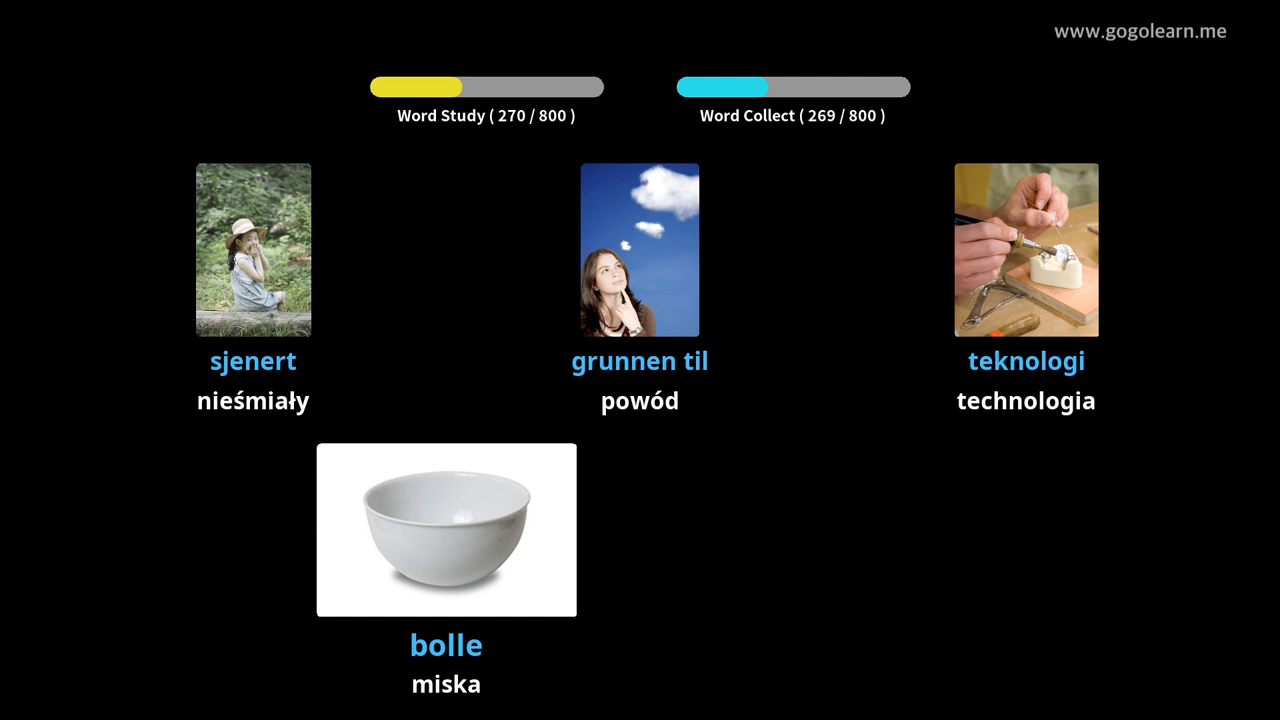 www.gogolearn.me
Word Study ( 270 / 800 )
Word Collect ( 269 / 800 )
sjenert
nieśmiały
grunnen til
powód
teknologi
technologia
bolle
miska